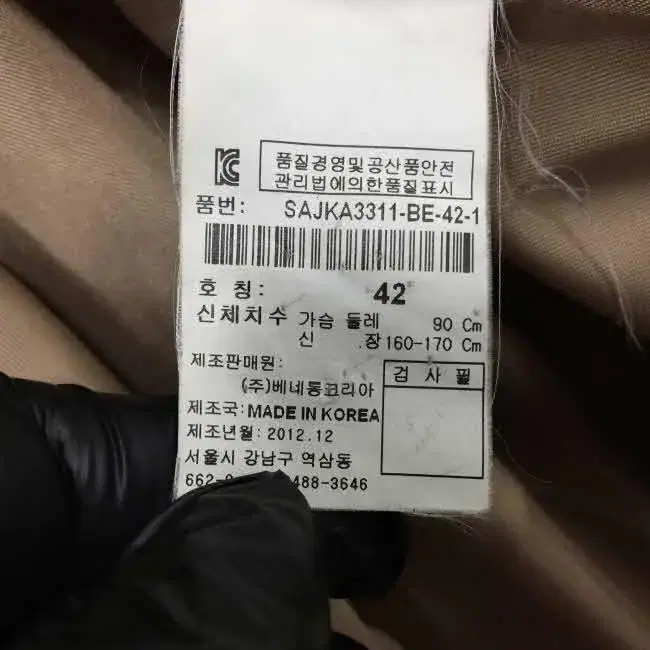 품질경영및공산품안전
관리법에의한품질표시
품번: SAJKA3311-BE-42-1
호 칭: 42
신체치수 가슴 둘레 90 Cm
신 장 160-170 Cm
제조판매원:
(주)베네통코리아
검 사 필
제조국: MADE IN KOREA
제조년월: 2012.12
서울시 강남구 역삼동
488-3646